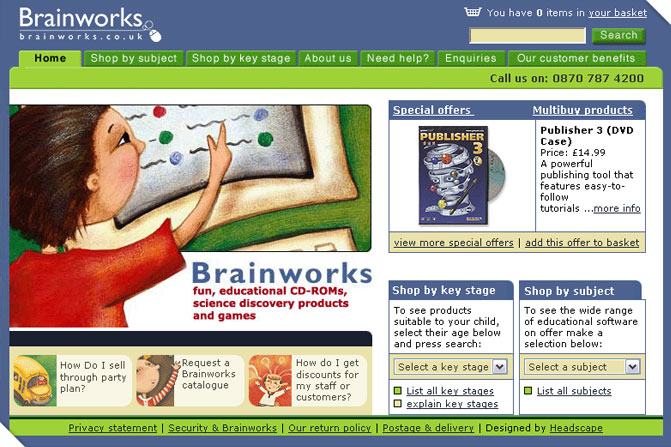 Brainworks
brainworks.co.uk
You have 0 items in your basket
Search
Home
Shop by subject
Shop by key stage
About us
Need help?
Enquiries
Our customer benefits
Call us on: 0870 787 4200
Special offers
Multibuy products
PUBLISHER
3
Publisher 3 (DVD
Case)
Price: £14.99
A powerful
publishing tool that
features easy-to-
follow
tutorials ...more info
view more special offers | add this offer to basket
Brainworks
fun, educational CD-ROMs,
science discovery products
and games
Shop by key stage
To see products
suitable to your child,
select their age below
and press search:
Select a key stage
List all key stages
explain key stages
Shop by subject
To see the wide range
of educational software
on offer make a
selection below:
Select a subject
List all subjects
How Do I sell
through party
plan?
Request a
Brainworks
catalogue
How do I get
discounts for
my staff or
customers?
Privacy statement | Security & Brainworks | Our return policy | Postage & delivery | Designed by Headscape